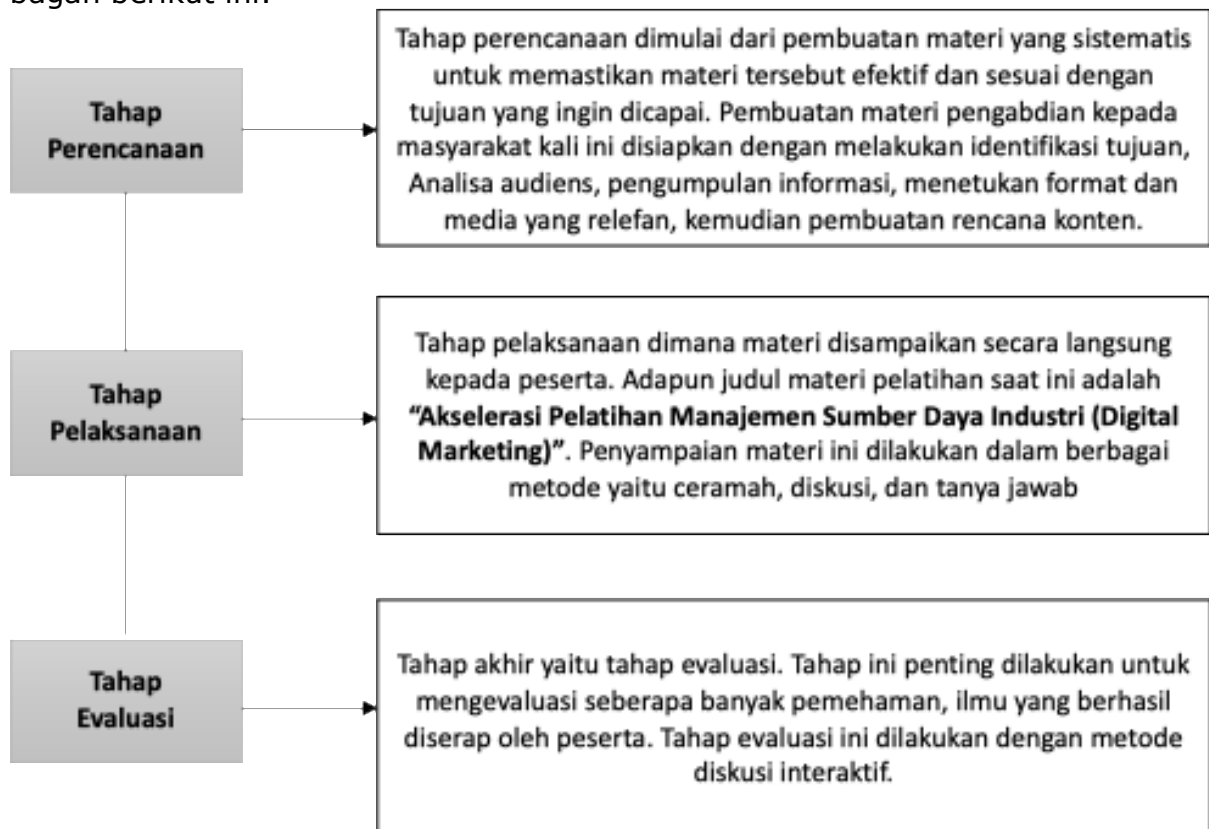 bagan berikut ini.
Tahap
Perencanaan
Tahap perencanaan dimulai dari pembuatan materi yang sistematis
untuk memastikan materi tersebut efektif dan sesuai dengan
tujuan yang ingin dicapai. Pembuatan materi pengabdian kepada
masyarakat kali ini disiapkan dengan melakukan identifikasi tujuan,
Analisa audiens, pengumpulan informasi, menetukan format dan
media yang relefan, kemudian pembuatan rencana konten.
Tahap
Pelaksanaan
Tahap pelaksanaan dimana materi disampaikan secara langsung
kepada peserta. Adapun judul materi pelatihan saat ini adalah
“Akselerasi Pelatihan Manajemen Sumber Daya Industri (Digital
Marketing)”. Penyampaian materi ini dilakukan dalam berbagai
metode yaitu ceramah, diskusi, dan tanya jawab
Tahap
Evaluasi
Tahap akhir yaitu tahap evaluasi. Tahap ini penting dilakukan untuk
mengevaluasi seberapa banyak pemehaman, ilmu yang berhasil
diserap oleh peserta. Tahap evaluasi ini dilakukan dengan metode
diskusi interaktif.